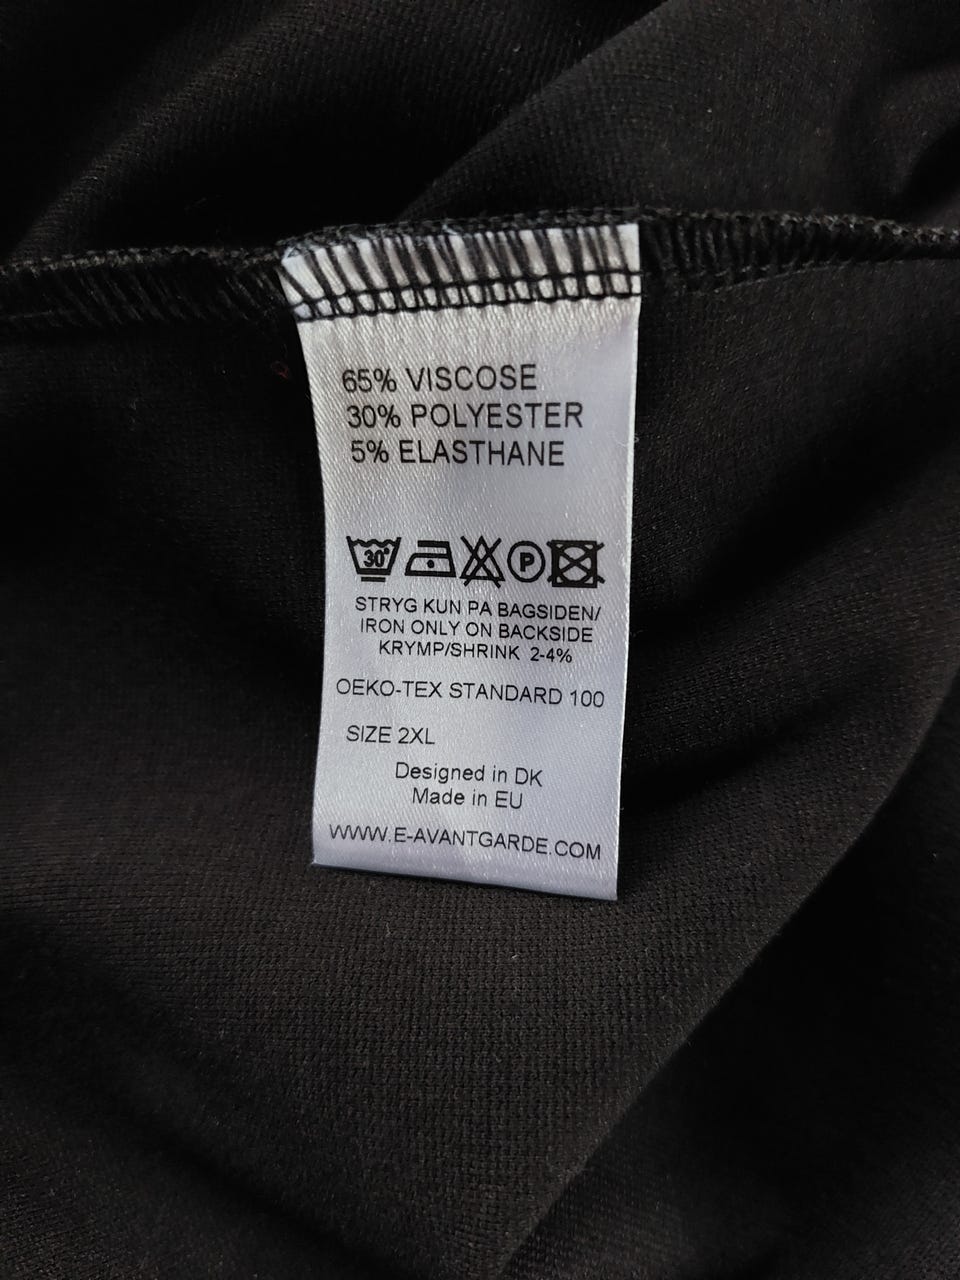 65% VISCOSE
30% POLYESTER
5% ELASTHANE
30° P
STRYG KUN PA BAGSIDEN/
IRON ONLY ON BACKSIDE
KRYMP/SHRINK 2-4%
OEKO-TEX STANDARD 100
SIZE 2XL
Designed in DK
Made in EU
WWW.E-AVANTGARDE.COM